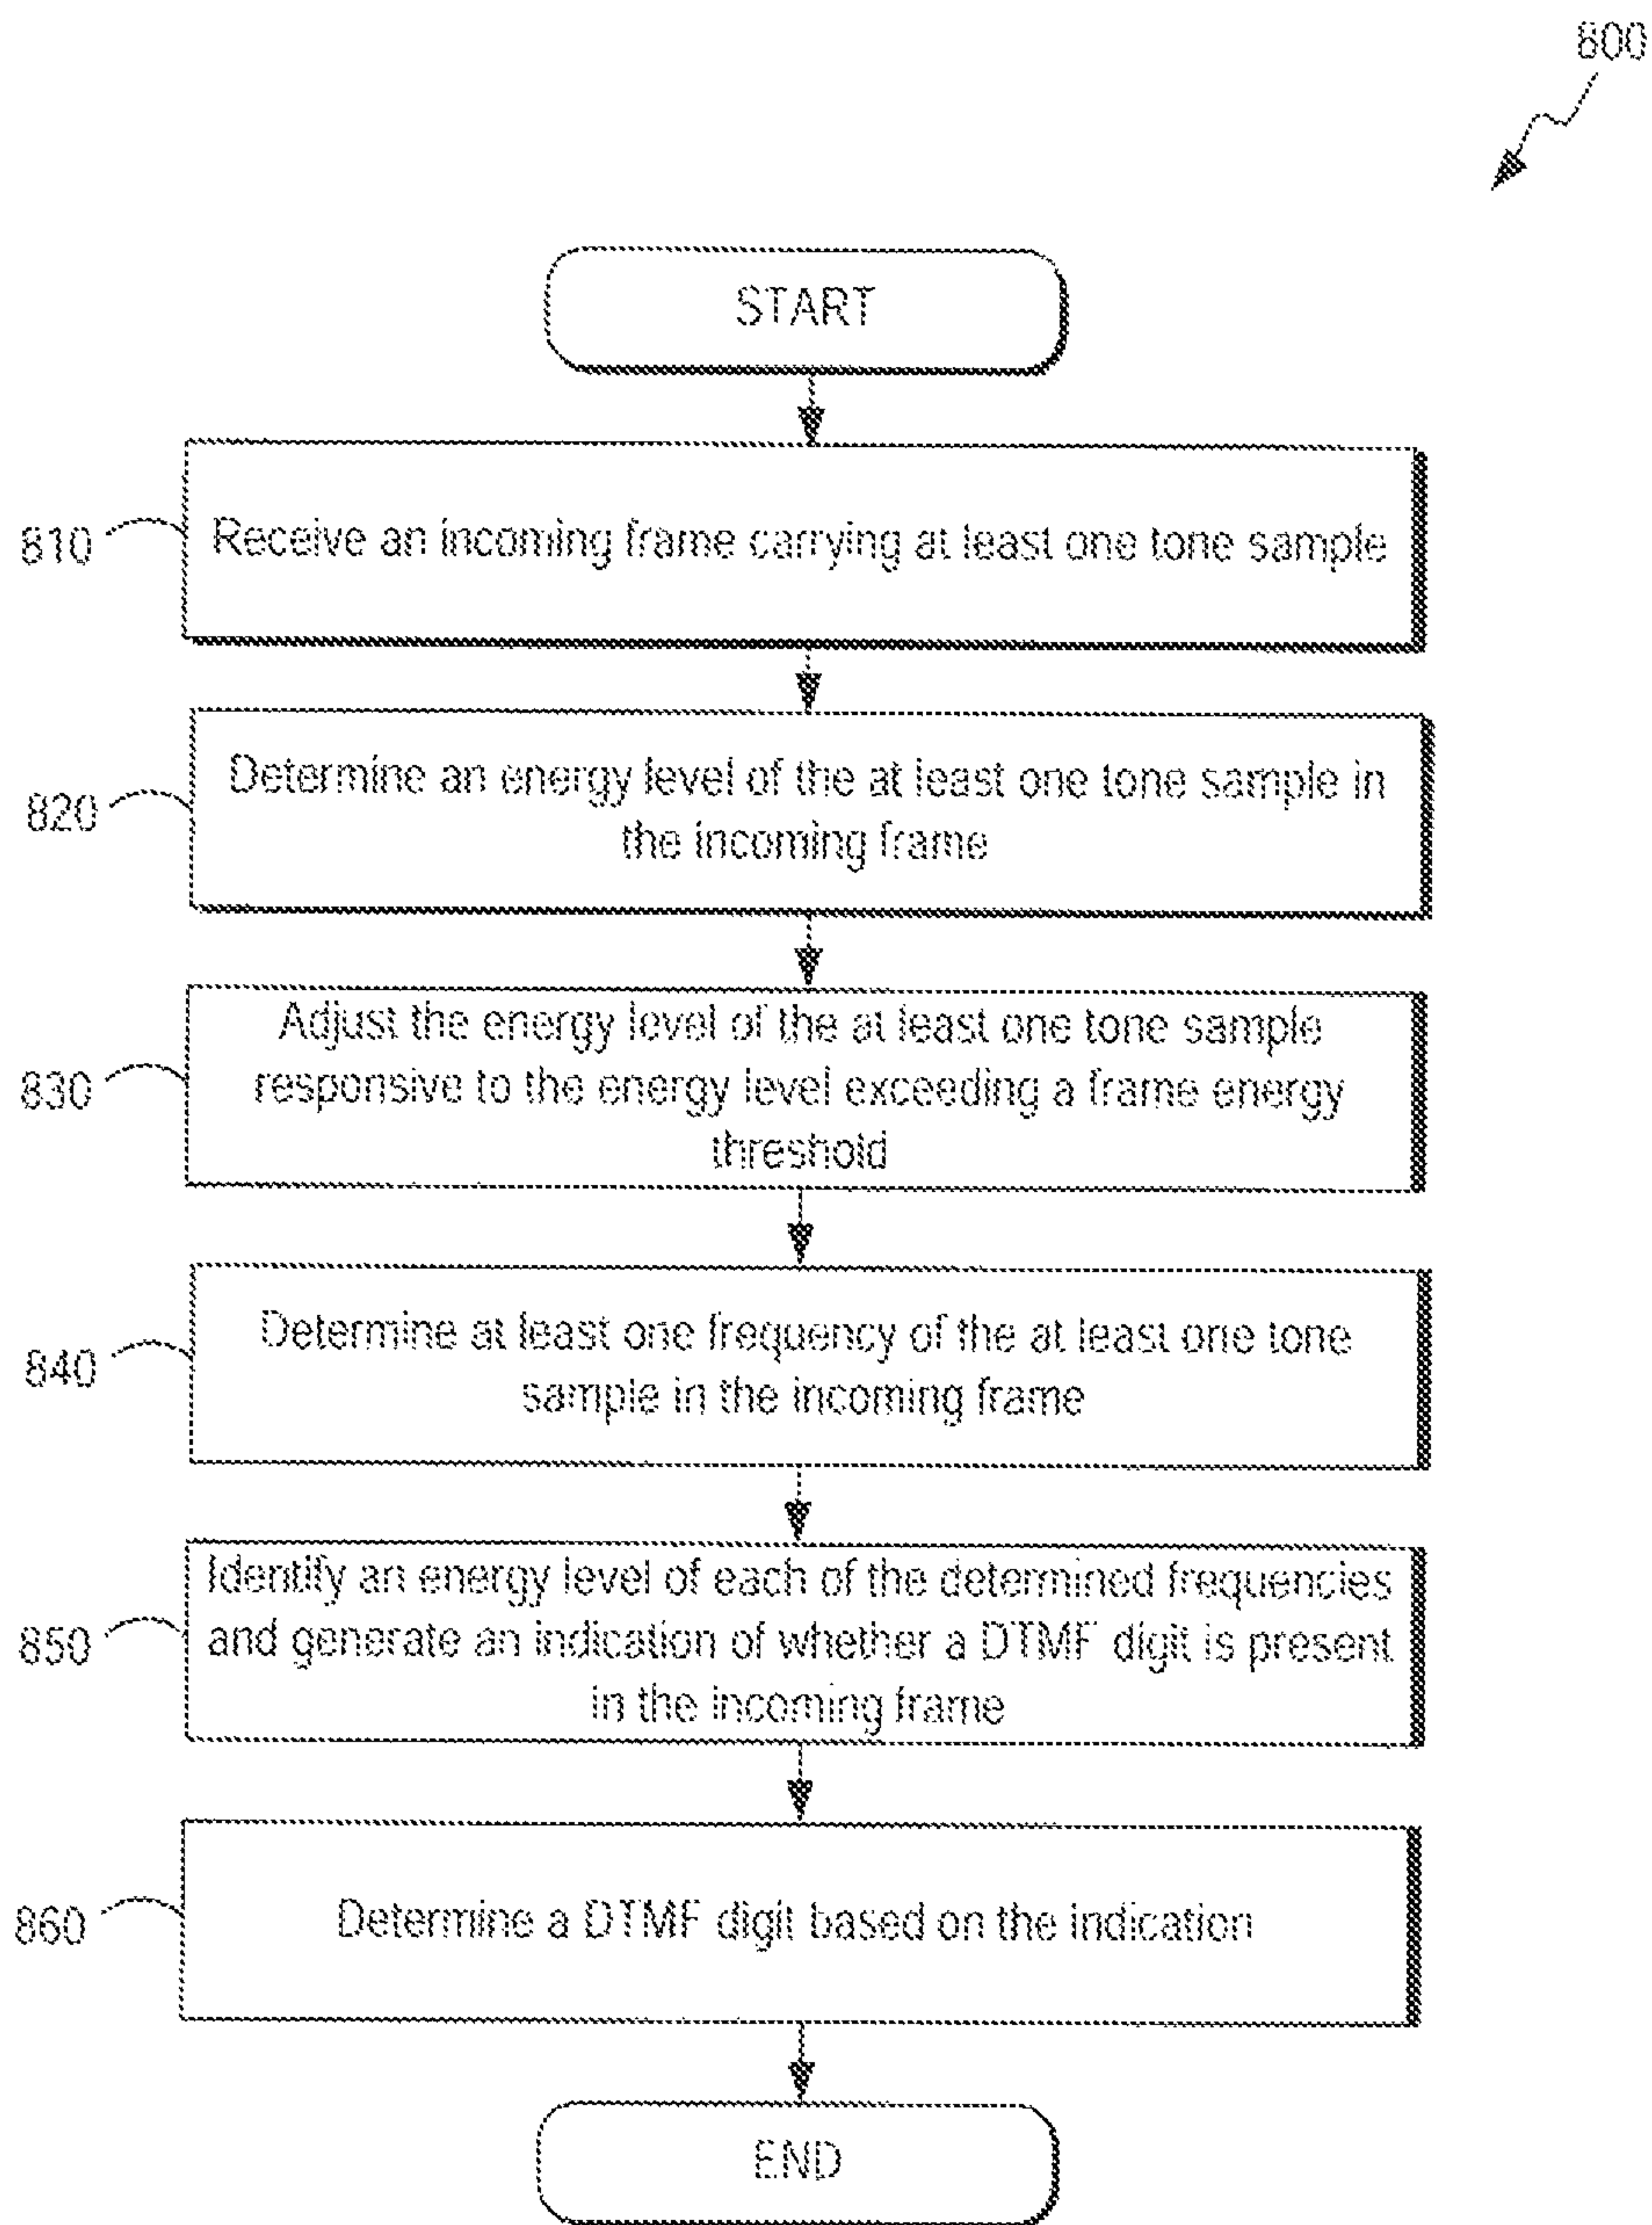 800
START
810
Receive an incoming frame carrying at least one tone sample
820
Determine an energy level of the at least one tone sample in
the incoming frame
830
Adjust the energy level of the at least one tone sample
responsive to the energy level exceeding a frame energy
threshold
840
Determine at least one frequency of the at least one tone
sample in the incoming frame
850
Identify an energy level of each of the determined frequencies
and generate an indication of whether a DTMF digit is present
in the incoming frame
860
Determine a DTMF digit based on the indication
END